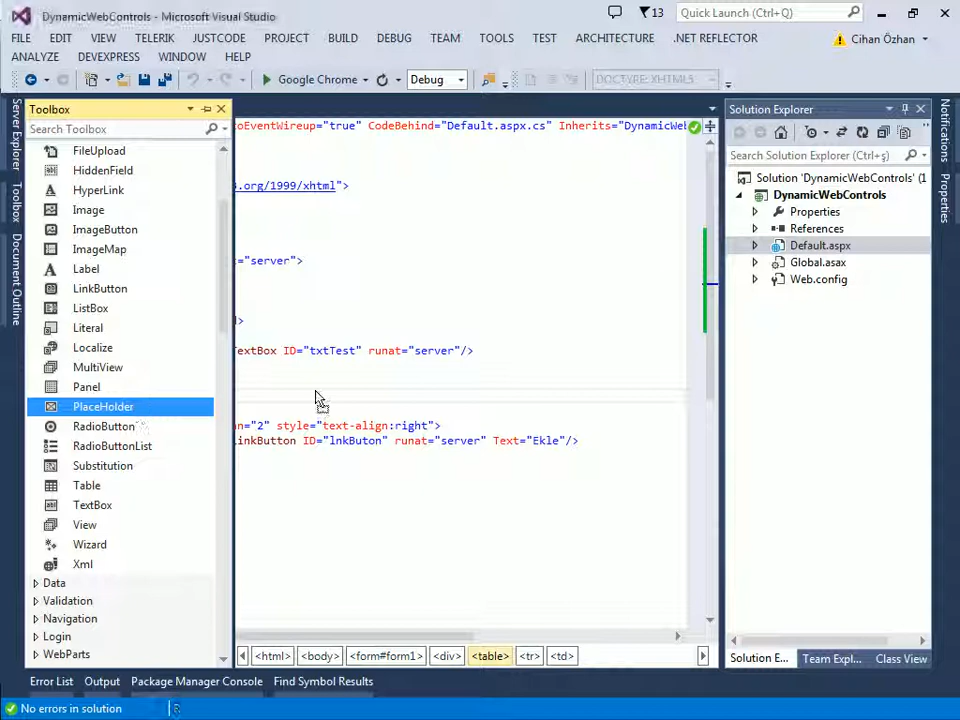 DynamicWebControls - Microsoft Visual Studio
13
Quick Launch (Ctrl+Q)
FILE EDIT VIEW TELERIK JUSTCODE PROJECT BUILD DEBUG TEAM TOOLS TEST ARCHITECTURE .NET REFLECTOR
Cihan Özhan
ANALYZE DEVEXPRESS WINDOW HELP
Google Chrome
Debug
DOCTYPE: XHTML5
Server Explorer
Toolbox
Document Outline
Toolbox
Search Toolbox
FileUpload
HiddenField
HyperLink
Image
ImageButton
ImageMap
Label
LinkButton
ListBox
Literal
Localize
MultiView
Panel
PlaceHolder
RadioButton
RadioButtonList
Substitution
Table
TextBox
View
Wizard
Xml
Data
Validation
Navigation
Login
WebParts
toEventWireup="true" CodeBehind="Default.aspx.cs" Inherits="DynamicWeb
3.org/1999/xhtml">
="server">
>
TextBox ID="txtTest" runat="server"/>
an="2" style="text-align:right">
LinkButton ID="lnkButon" runat="server" Text="Ekle"/>
<html> <body> <form#form1> <div> <table> <tr> <td>
Solution Explorer
Search Solution Explorer (Ctrl+ş)
Solution 'DynamicWebControls' (1
DynamicWebControls
Properties
References
Default.aspx
Global.asax
Web.config
Solution E... Team Expl... Class View
Notifications
Properties
Error List Output Package Manager Console Find Symbol Results
No errors in solution